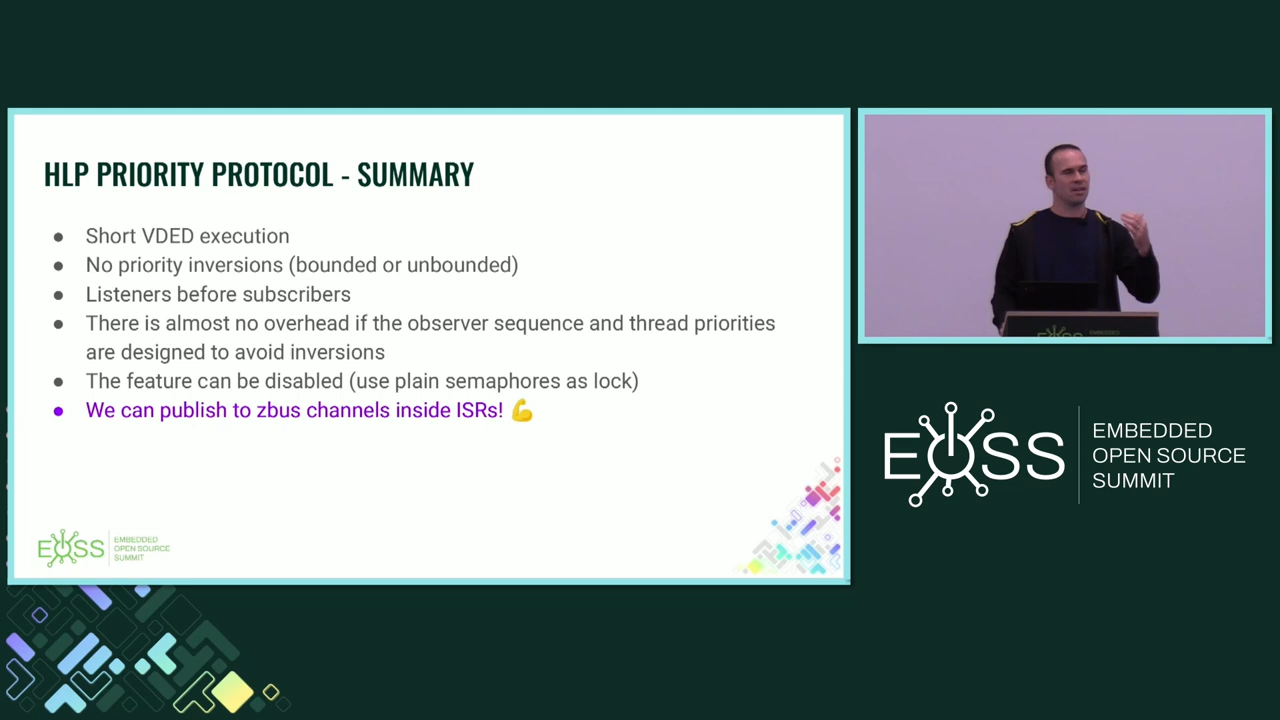 HLP PRIORITY PROTOCOL - SUMMARY
● Short VDED execution
● No priority inversions (bounded or unbounded)
● Listeners before subscribers
● There is almost no overhead if the observer sequence and thread priorities
are designed to avoid inversions
● The feature can be disabled (use plain semaphores as lock)
● We can publish to zbus channels inside ISRs! 💪
EOSS
EMBEDDED
OPEN SOURCE
SUMMIT
EOSS
EMBEDDED
OPEN SOURCE
SUMMIT